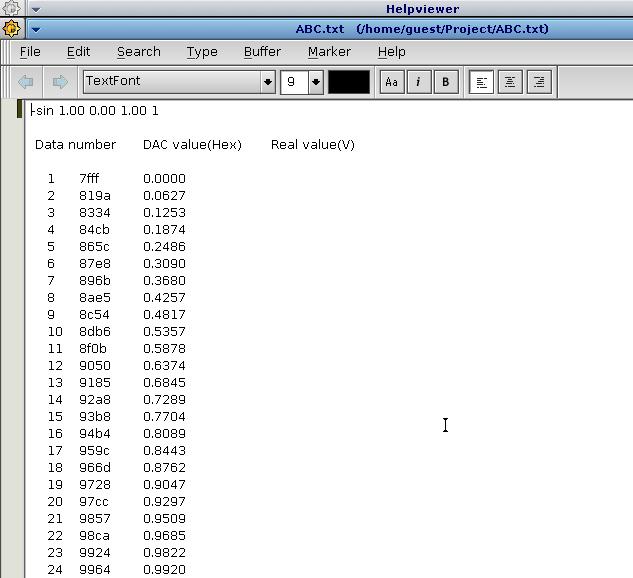 Helpviewer
ABC.txt (/home/guest/Project/ABC.txt)
File Edit Search Type Buffer Marker Help
TextFont 9 Aa i B
-sin 1.00 0.00 1.00 1
Data number DAC value(Hex) Real value(V)
1 7fff 0.0000
2 819a 0.0627
3 8334 0.1253
4 84cb 0.1874
5 865c 0.2486
6 87e8 0.3090
7 896b 0.3680
8 8ae5 0.4257
9 8c54 0.4817
10 8db6 0.5357
11 8f0b 0.5878
12 9050 0.6374
13 9185 0.6845
14 92a8 0.7289
15 93b8 0.7704
16 94b4 0.8089
17 959c 0.8443
18 966d 0.8762
19 9728 0.9047
20 97cc 0.9297
21 9857 0.9509
22 98ca 0.9685
23 9924 0.9822
24 9964 0.9920